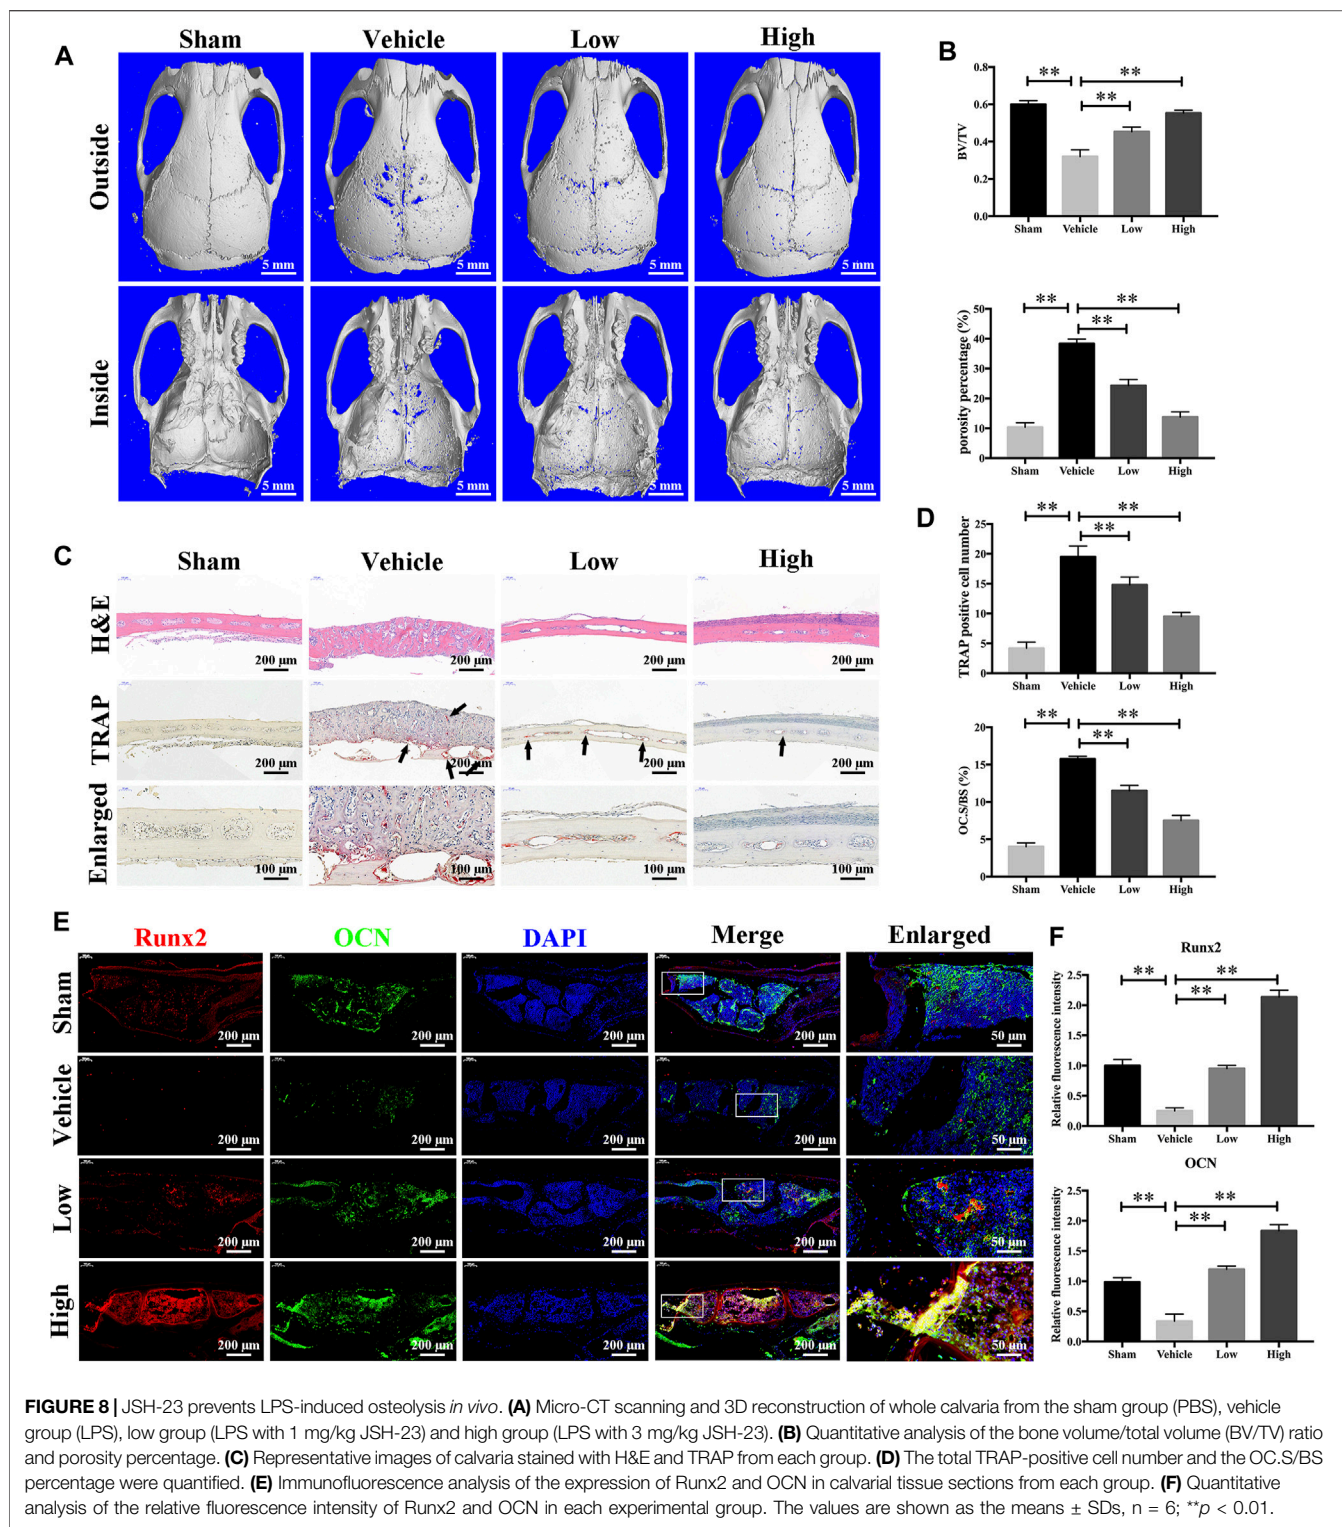 A
Sham
Vehicle
Low
High
Outside
5 mm
5 mm
5 mm
5 mm
Inside
5 mm
5 mm
5 mm
5 mm
B
BV/TV
0.8
0.6
0.4
0.2
0.0
**
**
**
Sham
Vehicle
Low
High
porosity percentage (%)
50
40
30
20
10
0
**
**
**
Sham
Vehicle
Low
High
C
Sham
Vehicle
Low
High
H&E
200 μm
200 μm
200 μm
200 μm
TRAP
200 μm
200 μm
200 μm
200 μm
Enlarged
100 μm
100 μm
100 μm
100 μm
D
TRAP positive cell number
25
20
15
10
5
0
**
**
**
Sham
Vehicle
Low
High
OC.S/BS (%)
20
15
10
5
0
**
**
**
Sham
Vehicle
Low
High
E
Runx2
OCN
DAPI
Merge
Enlarged
Sham
200 μm
200 μm
200 μm
200 μm
50 μm
Vehicle
200 μm
200 μm
200 μm
200 μm
50 μm
Low
200 μm
200 μm
200 μm
200 μm
50 μm
High
200 μm
200 μm
200 μm
200 μm
50 μm
F
Runx2
Relative fluorescence intensity
2.5
2.0
1.5
1.0
0.5
0.0
**
**
**
Sham
Vehicle
Low
High
OCN
Relative fluorescence intensity
2.5
2.0
1.5
1.0
0.5
0.0
**
**
**
Sham
Vehicle
Low
High
FIGURE 8 | JSH-23 prevents LPS-induced osteolysis in vivo. (A) Micro-CT scanning and 3D reconstruction of whole calvaria from the sham group (PBS), vehicle
group (LPS), low group (LPS with 1 mg/kg JSH-23) and high group (LPS with 3 mg/kg JSH-23). (B) Quantitative analysis of the bone volume/total volume (BV/TV) ratio
and porosity percentage. (C) Representative images of calvaria stained with H&E and TRAP from each group. (D) The total TRAP-positive cell number and the OC.S/BS
percentage were quantified. (E) Immunofluorescence analysis of the expression of Runx2 and OCN in calvarial tissue sections from each group. (F) Quantitative
analysis of the relative fluorescence intensity of Runx2 and OCN in each experimental group. The values are shown as the means ± SDs, n = 6; **p < 0.01.